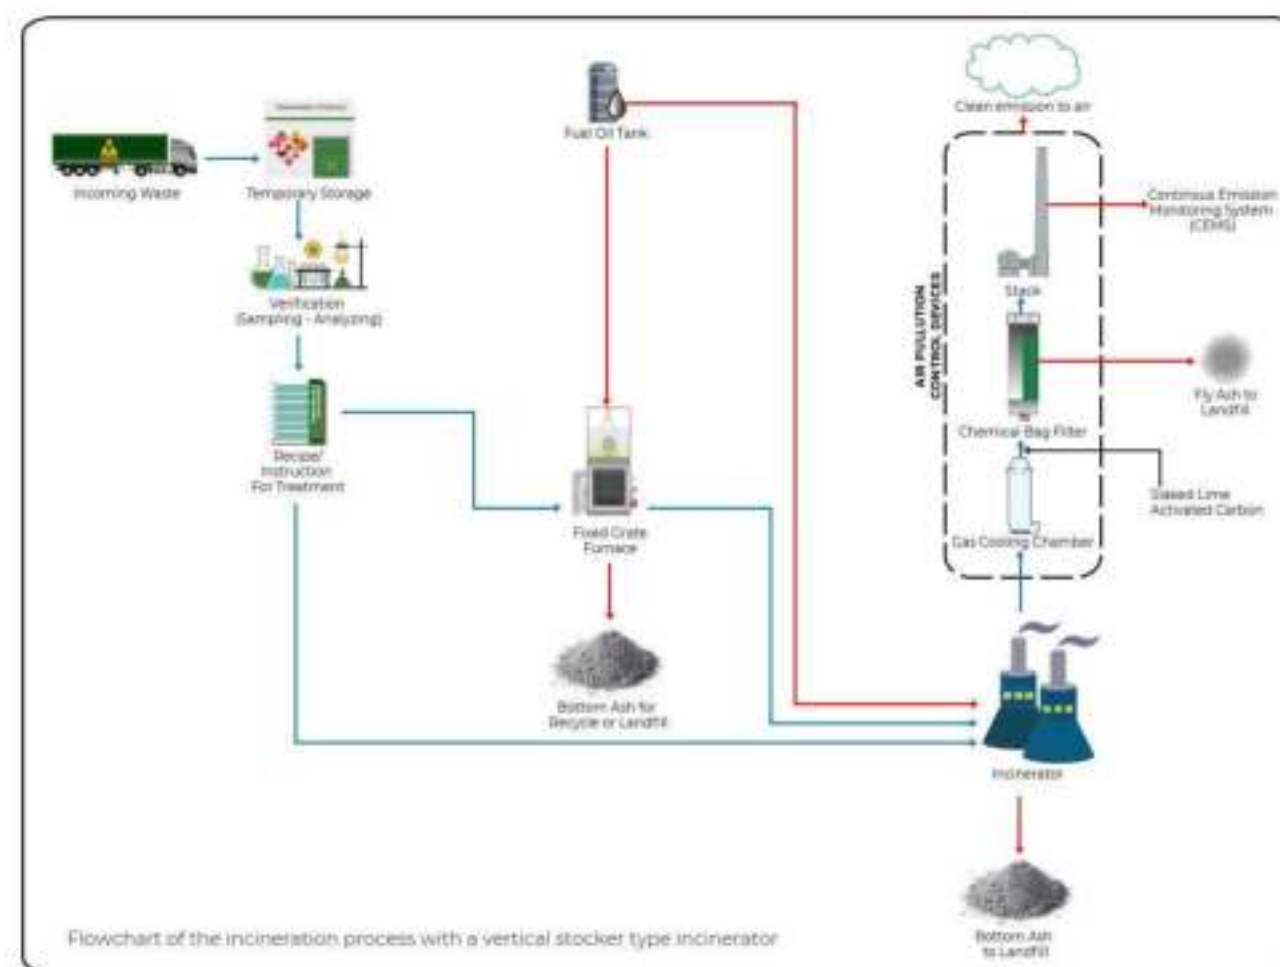 Clean emission to air
Fuel Oil Tank
Incoming Waste
Temporary Storage
Continous Emission
Monitoring System
(CEMS)
Verification
(Sampling - Analyzing)
Stack
AIR PULLUTION
CONTROL DEVICES
Fly Ash to
Landfill
Chemical Bag Filter
Recipe/
Instruction
For Treatment
Slaked Lime
Activated Carbon
Fixed Grate
Furnace
Gas Cooling Chamber
Bottom Ash for
Recycle or Landfill
Incinerator
Bottom Ash
to Landfill
Flowchart of the incineration process with a vertical stocker type incinerator